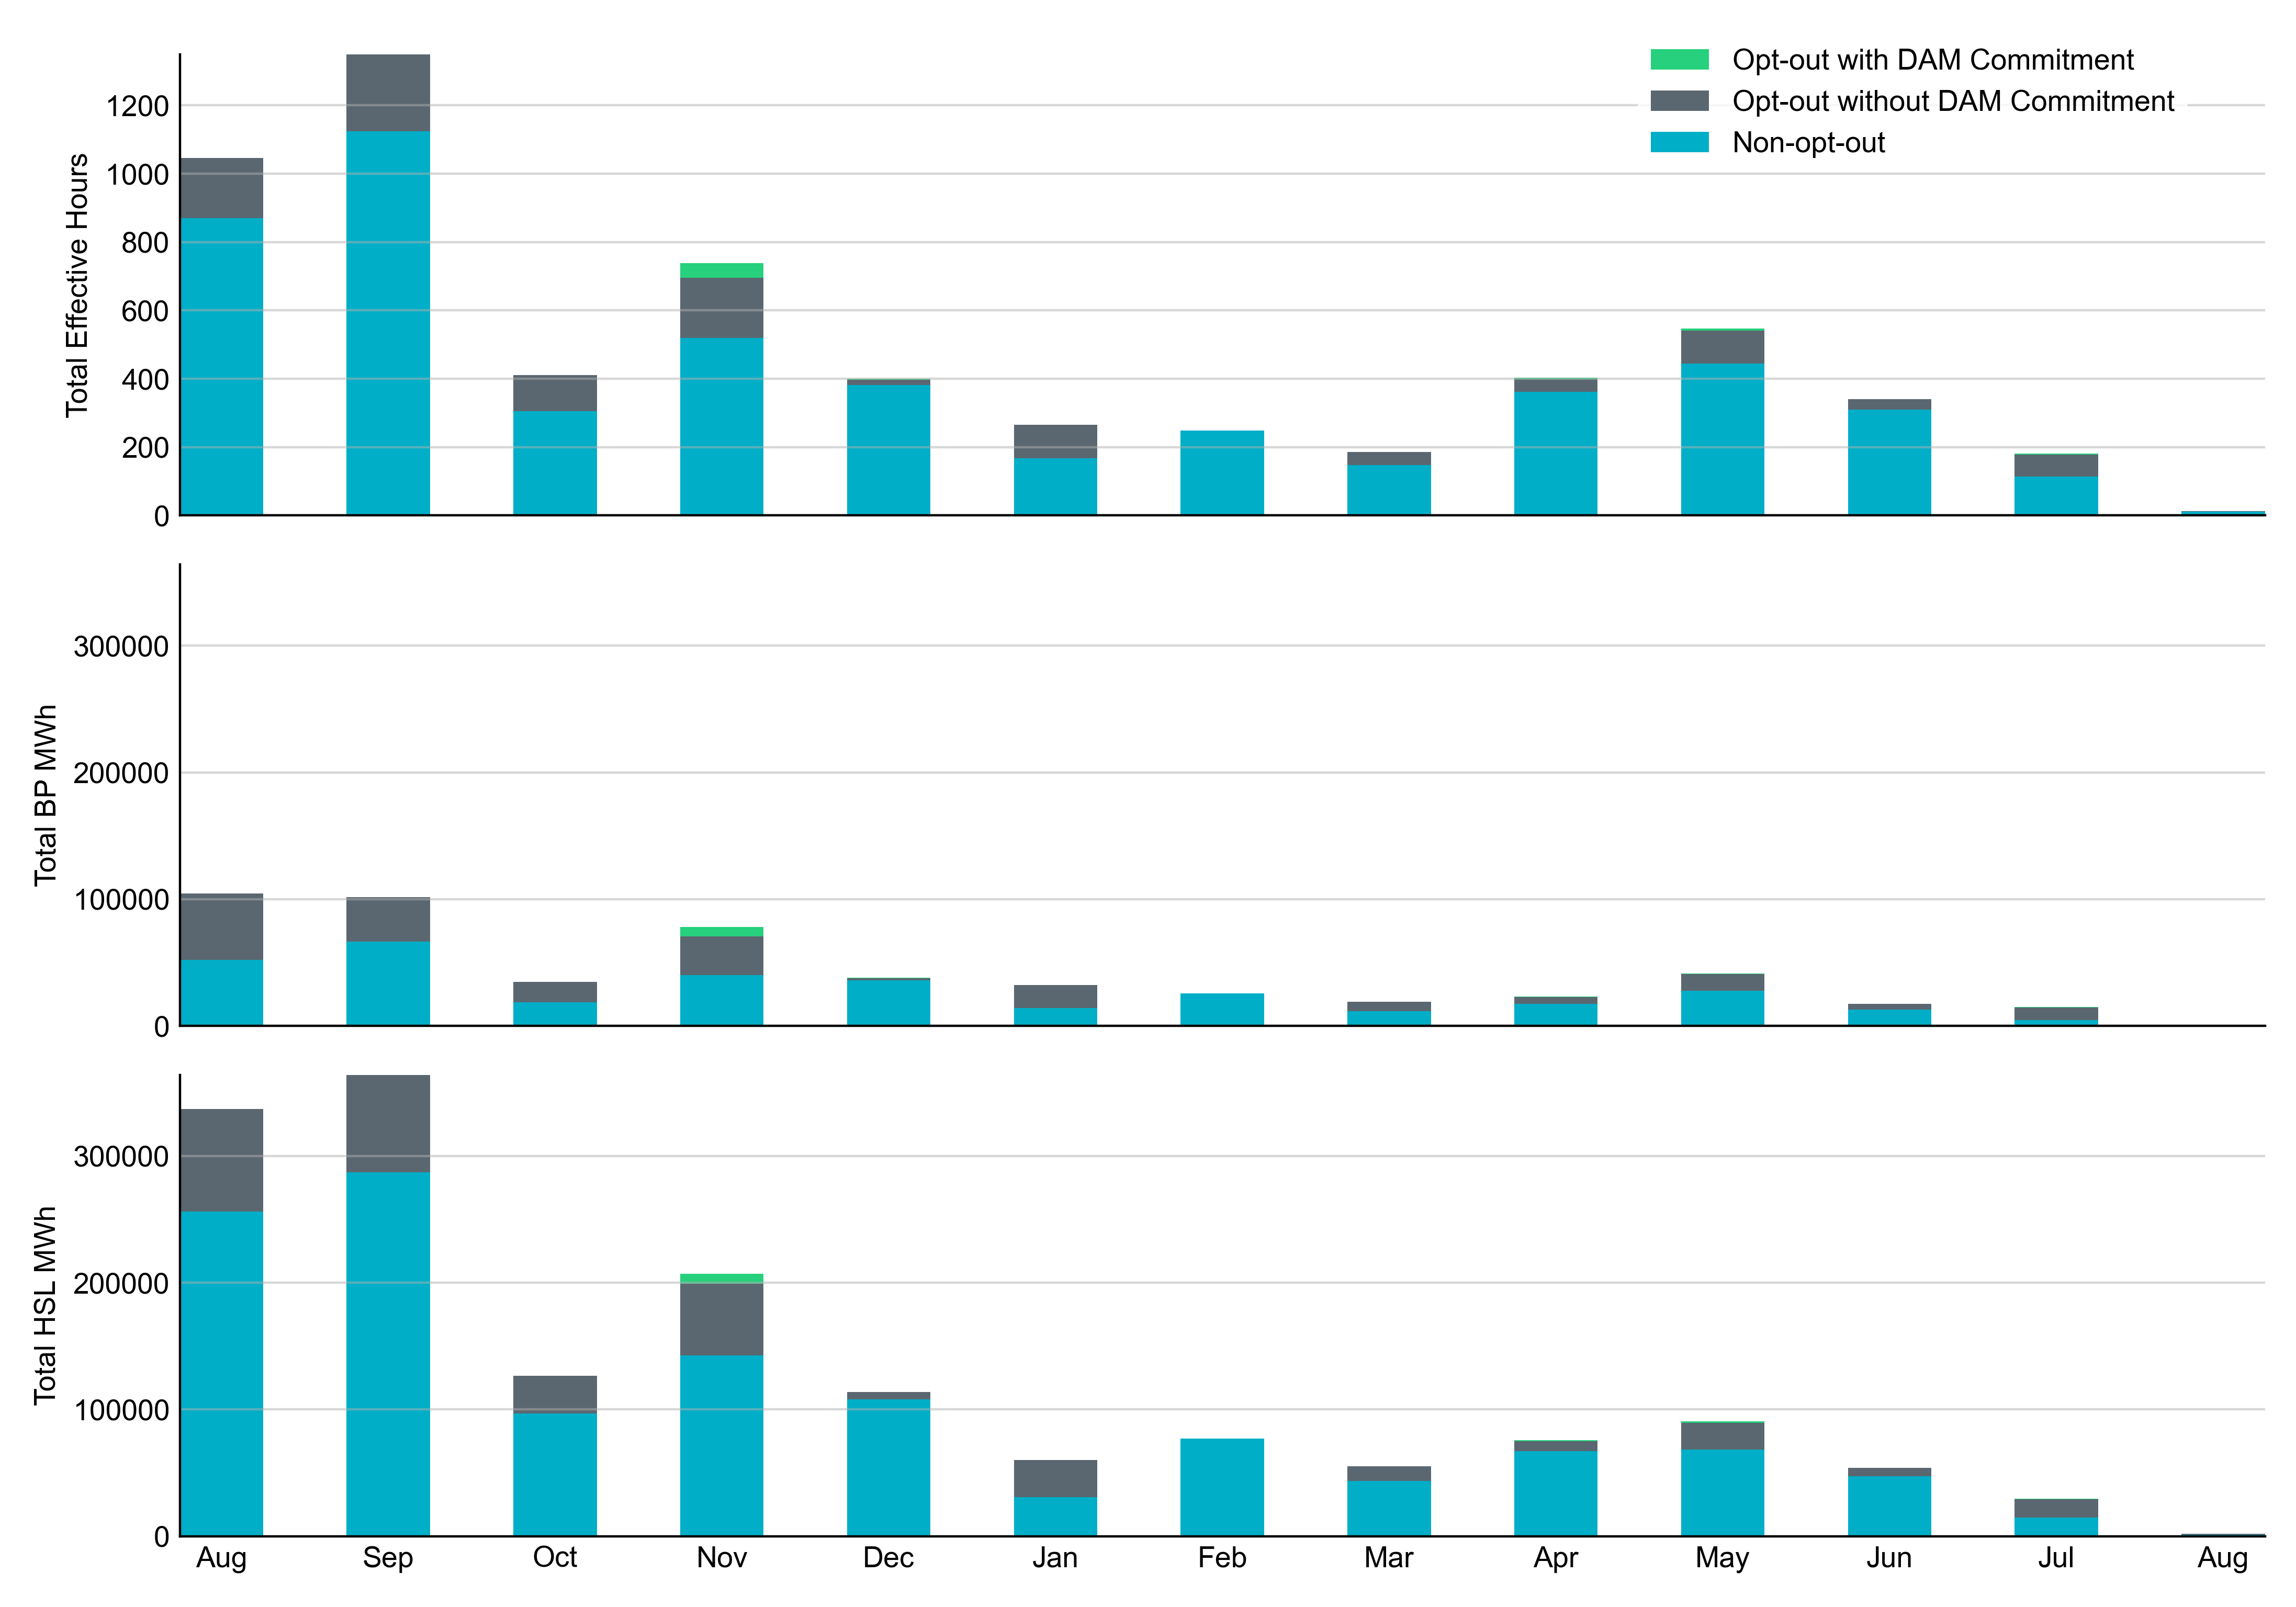 Opt-out with DAM Commitment
Opt-out without DAM Commitment
Non-opt-out
Total Effective Hours
1200
1000
800
600
400
200
0
Total BP MWh
300000
200000
100000
0
Total HSL MWh
300000
200000
100000
0
Aug Sep Oct Nov Dec Jan Feb Mar Apr May Jun Jul Aug